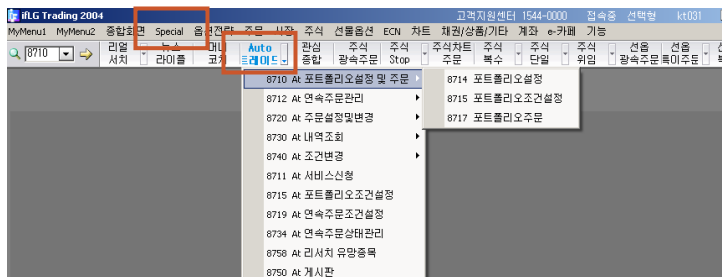 ifLG Trading 2004 고객지원센터 1544-0000 접속중 선택형 kt031
MyMenu1 MyMenu2 종합화면 Special 옵션전략 주문 시장 주식 선물옵션 ECN 차트 채권/상품/기타 계좌 e-카페 기능
8710 리얼 뉴스 머니 Auto 관심 주식 주식 주식차트 주식 주식 주식 선옵 선옵
서치 라이플 코치 트레이드 종합 광속주문 Stop 주문 복수 단일 위임 광속주문 특이주문
8710 At 포트폴리오설정 및 주문
8714 포트폴리오설정
8712 At 연속주문관리
8715 포트폴리오조건설정
8720 At 주문설정및변경
8717 포트폴리오주문
8730 At 내역조회
8740 At 조건변경
8711 At 서비스신청
8715 At 포트폴리오조건설정
8719 At 연속주문조건설정
8734 At 연속주문상태관리
8758 At 리서치 유망종목
8750 At 게시판